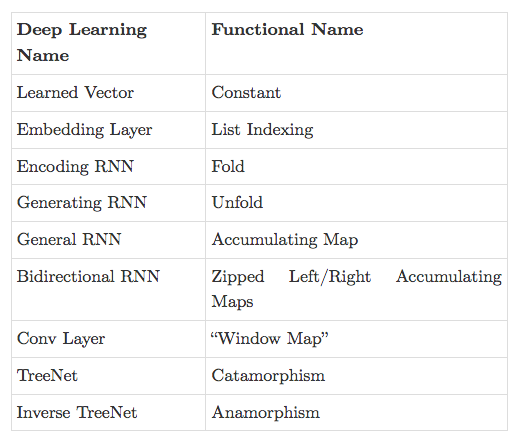 Deep Learning Name
Functional Name
Learned Vector
Constant
Embedding Layer
List Indexing
Encoding RNN
Fold
Generating RNN
Unfold
General RNN
Accumulating Map
Bidirectional RNN
Zipped Left/Right Accumulating
Maps
Conv Layer
“Window Map”
TreeNet
Catamorphism
Inverse TreeNet
Anamorphism